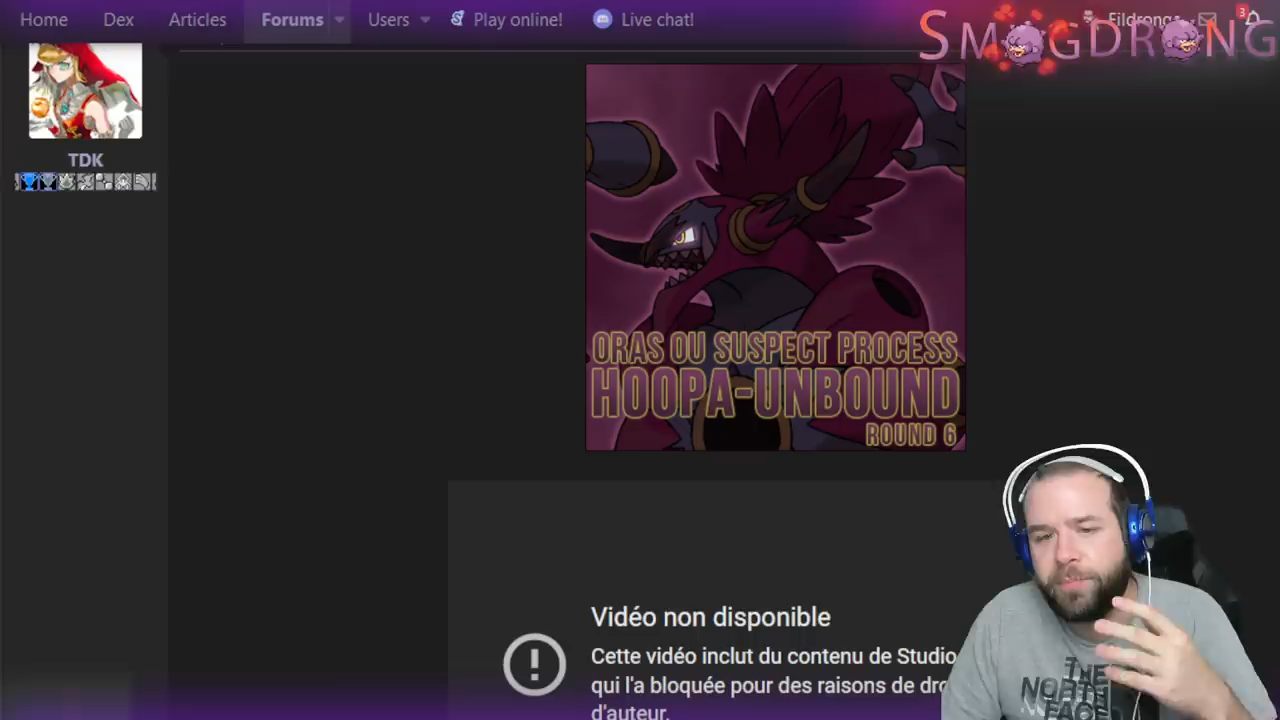 Home Dex Articles Forums Users Play online! Live chat! Fildrong 3
SMOGDRONG
TDK
ORAS OU SUSPECT PROCESS
HOOPA-UNBOUND
ROUND 6
Vidéo non disponible
Cette vidéo inclut du contenu de Studio
qui l'a bloquée pour des raisons de dro
d'auteur.
THE
NORTH
FACE